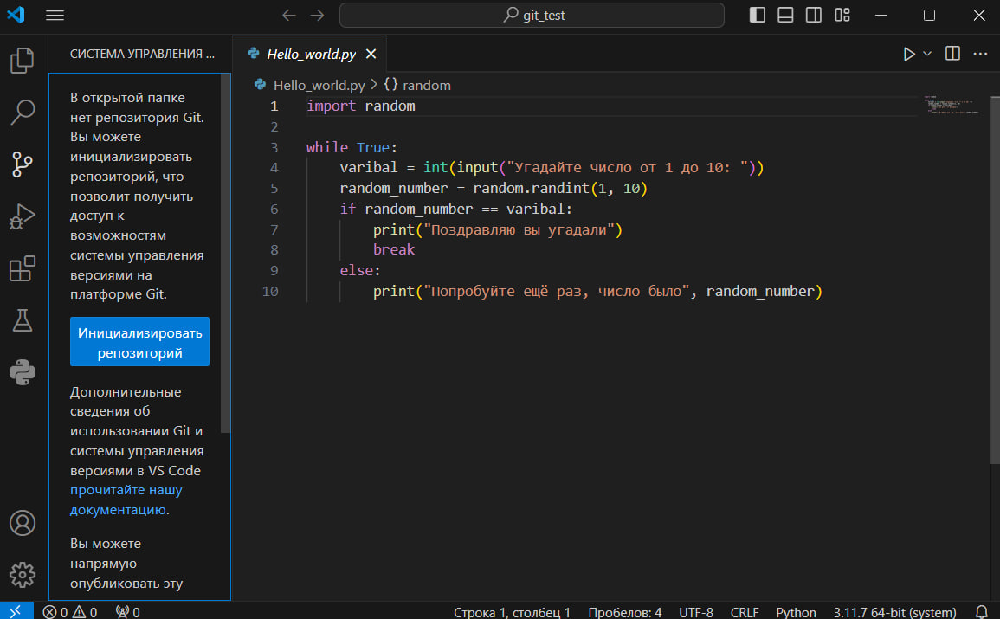 git_test
СИСТЕМА УПРАВЛЕНИЯ ...
В открытой папке
нет репозитория Git.
Вы можете
инициализировать
репозиторий, что
позволит получить
доступ к
возможностям
системы управления
версиями на
платформе Git.
Инициализировать
репозиторий
Дополнительные
сведения об
использовании Git и
системы управления
версиями в VS Code
прочитайте нашу
документацию.
Вы можете
напрямую
опубликовать эту
Hello_world.py
Hello_world.py > {} random
1 import random
2
3 while True:
4 varibal = int(input("Угадайте число от 1 до 10: "))
5 random_number = random.randint(1, 10)
6 if random_number == varibal:
7 print("Поздравляю вы угадали")
8 break
9 else:
10 print("Попробуйте ещё раз, число было", random_number)
0 0 0 Строка 1, столбец 1 Пробелов: 4 UTF-8 CRLF Python 3.11.7 64-bit (system)